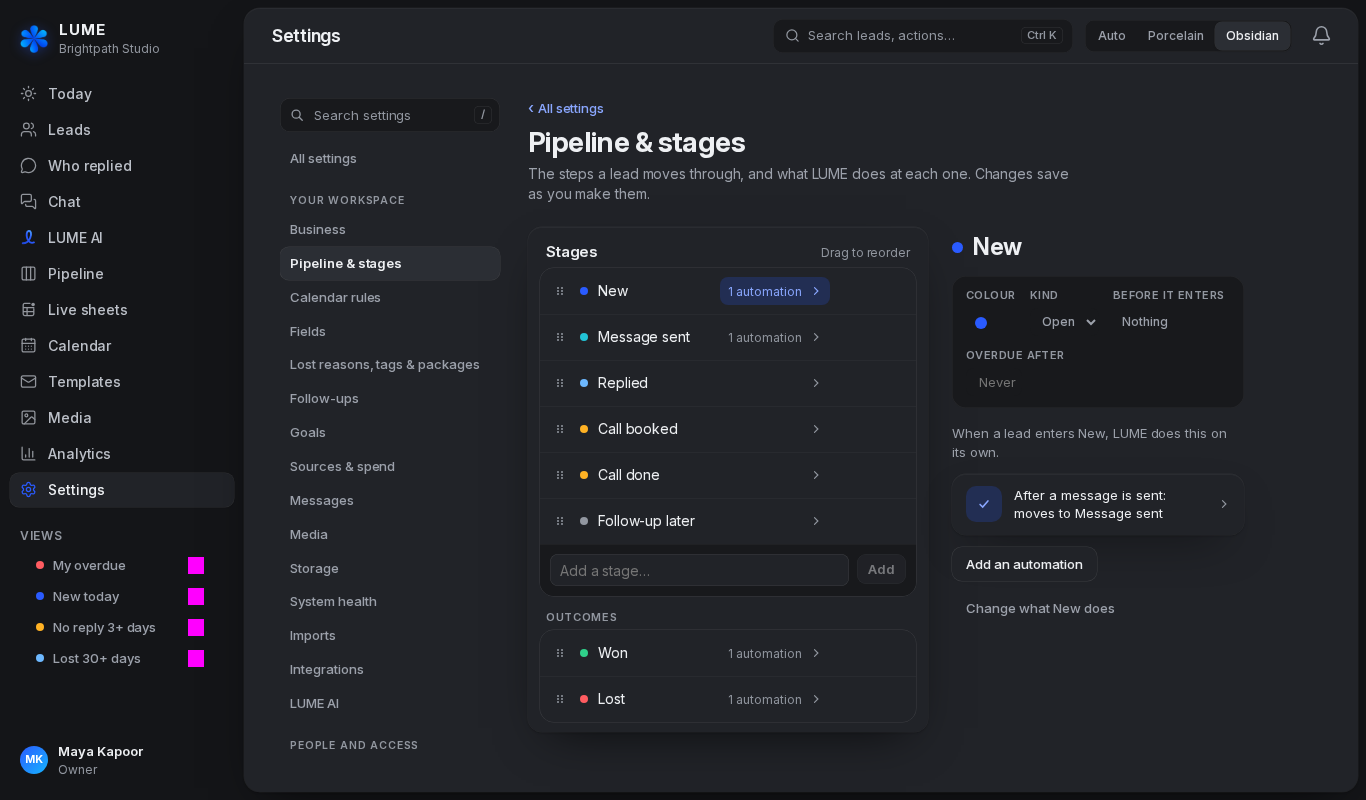 LUME
Brightpath Studio
Today
Leads
Who replied
Chat
LUME AI
Pipeline
Live sheets
Calendar
Templates
Media
Analytics
Settings
VIEWS
My overdue
New today
No reply 3+ days
Lost 30+ days
MK
Maya Kapoor
Owner
Settings
Search leads, actions…
Ctrl K
Auto
Porcelain
Obsidian
Search settings
/
All settings
YOUR WORKSPACE
Business
Pipeline & stages
Calendar rules
Fields
Lost reasons, tags & packages
Follow-ups
Goals
Sources & spend
Messages
Media
Storage
System health
Imports
Integrations
LUME AI
PEOPLE AND ACCESS
‹ All settings
Pipeline & stages
The steps a lead moves through, and what LUME does at each one. Changes save
as you make them.
Stages
Drag to reorder
New
1 automation
Message sent
1 automation
Replied
Call booked
Call done
Follow-up later
Add a stage…
Add
OUTCOMES
Won
1 automation
Lost
1 automation
New
COLOUR
KIND
BEFORE IT ENTERS
Open
Nothing
OVERDUE AFTER
Never
When a lead enters New, LUME does this on
its own.
After a message is sent:
moves to Message sent
Add an automation
Change what New does